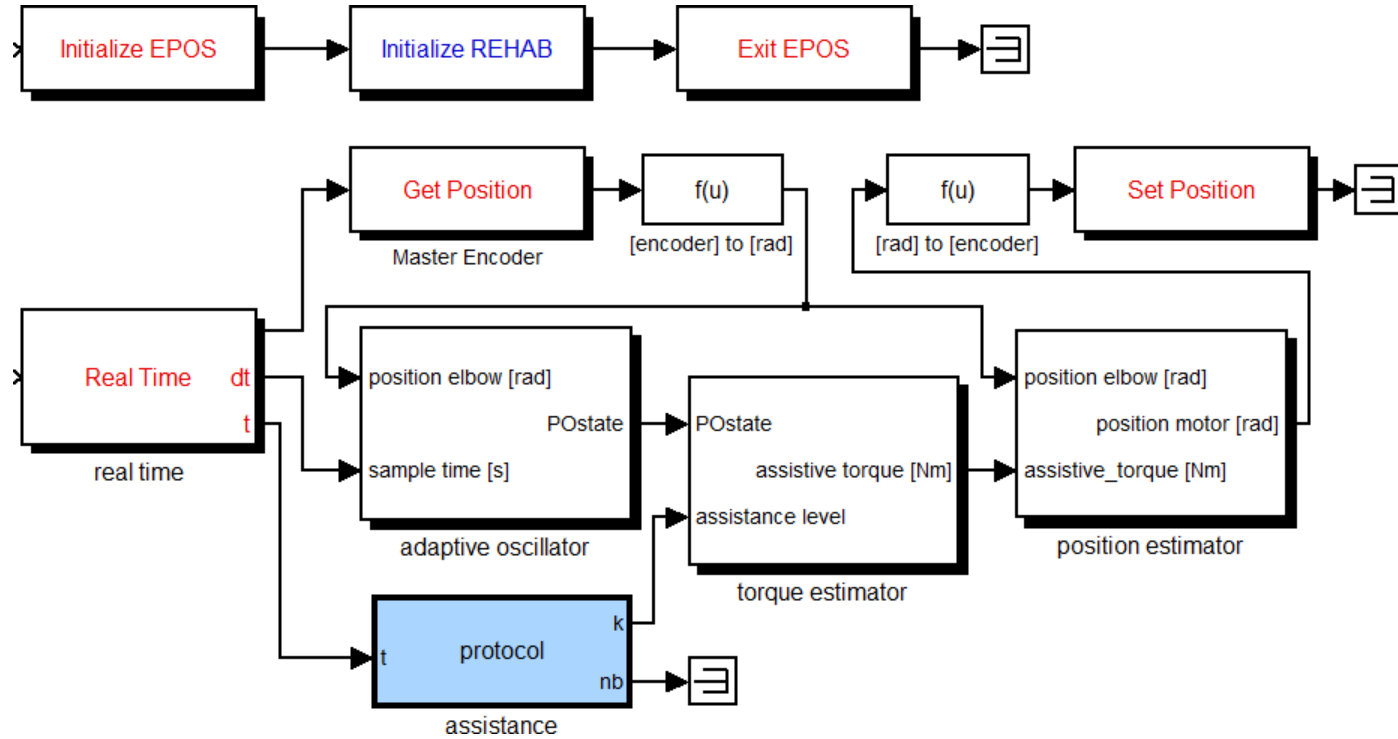 Initialize EPOS
Initialize REHAB
Exit EPOS
Get Position
f(u)
f(u)
Set Position
Master Encoder
[encoder] to [rad]
[rad] to [encoder]
Real Time
dt
t
real time
position elbow [rad]
POstate
sample time [s]
adaptive oscillator
POstate
assistive torque [Nm]
assistance level
torque estimator
position elbow [rad]
position motor [rad]
assistive_torque [Nm]
position estimator
t
protocol
k
nb
assistance